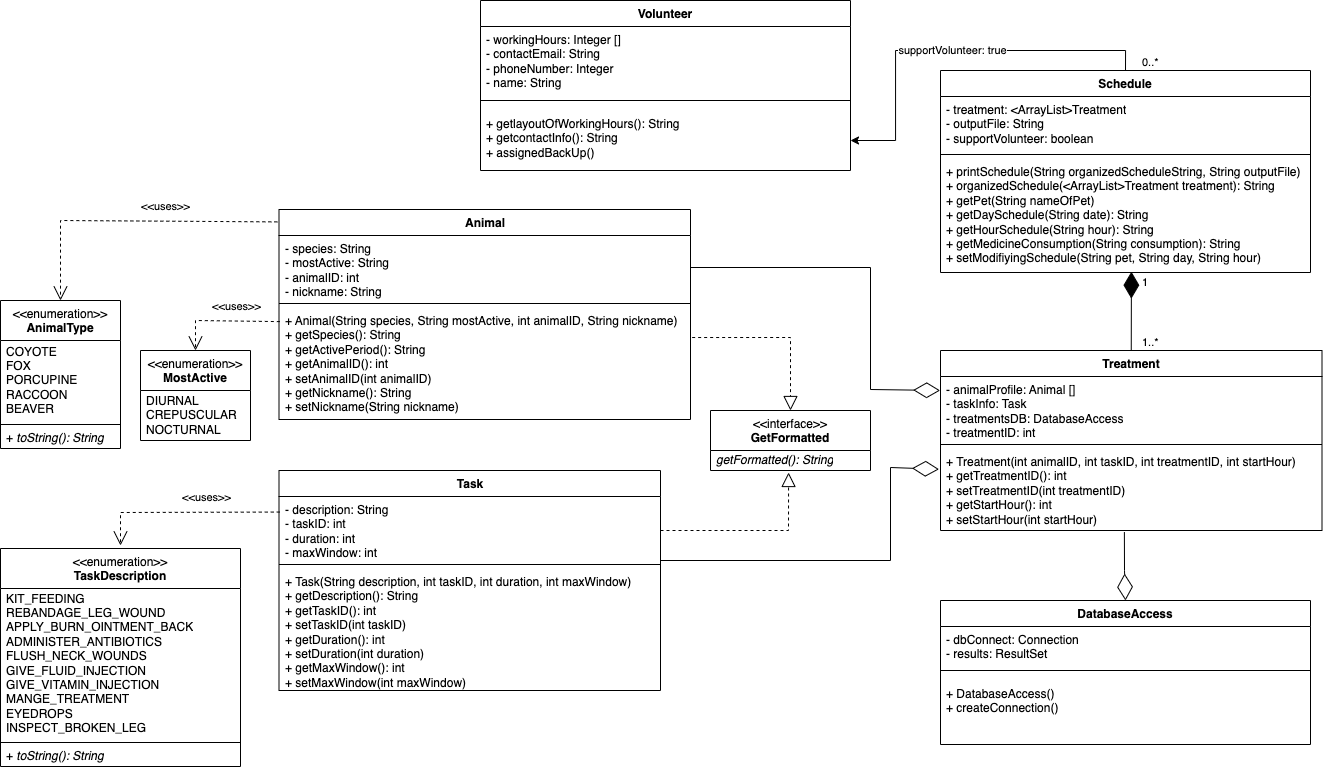 Volunteer
- workingHours: Integer []
- contactEmail: String
- phoneNumber: Integer
- name: String
+ getlayoutOfWorkingHours(): String
+ getcontactInfo(): String
+ assignedBackUp()
supportVolunteer: true
0..*
Schedule
- treatment: <ArrayList>Treatment
- outputFile: String
- supportVolunteer: boolean
+ printSchedule(String organizedScheduleString, String outputFile)
+ organizedSchedule(<ArrayList>Treatment treatment): String
+ getPet(String nameOfPet)
+ getDaySchedule(String date): String
+ getHourSchedule(String hour): String
+ getMedicineConsumption(String consumption): String
+ setModifiyingSchedule(String pet, String day, String hour)
1
1..*
<<uses>>
Animal
- species: String
- mostActive: String
- animalID: int
- nickname: String
+ Animal(String species, String mostActive, int animalID, String nickname)
+ getSpecies(): String
+ getActivePeriod(): String
+ getAnimalID(): int
+ setAnimalID(int animalID)
+ getNickname(): String
+ setNickname(String nickname)
<<enumeration>>
AnimalType
COYOTE
FOX
PORCUPINE
RACCOON
BEAVER
+ toString(): String
<<uses>>
<<enumeration>>
MostActive
DIURNAL
CREPUSCULAR
NOCTURNAL
<<interface>>
GetFormatted
getFormatted(): String
Treatment
- animalProfile: Animal []
- taskInfo: Task
- treatmentsDB: DatabaseAccess
- treatmentID: int
+ Treatment(int animalID, int taskID, int treatmentID, int startHour)
+ getTreatmentID(): int
+ setTreatmentID(int treatmentID)
+ getStartHour(): int
+ setStartHour(int startHour)
<<uses>>
Task
- description: String
- taskID: int
- duration: int
- maxWindow: int
+ Task(String description, int taskID, int duration, int maxWindow)
+ getDescription(): String
+ getTaskID(): int
+ setTaskID(int taskID)
+ getDuration(): int
+ setDuration(int duration)
+ getMaxWindow(): int
+ setMaxWindow(int maxWindow)
<<enumeration>>
TaskDescription
KIT_FEEDING
REBANDAGE_LEG_WOUND
APPLY_BURN_OINTMENT_BACK
ADMINISTER_ANTIBIOTICS
FLUSH_NECK_WOUNDS
GIVE_FLUID_INJECTION
GIVE_VITAMIN_INJECTION
MANGE_TREATMENT
EYEDROPS
INSPECT_BROKEN_LEG
+ toString(): String
DatabaseAccess
- dbConnect: Connection
- results: ResultSet
+ DatabaseAccess()
+ createConnection()